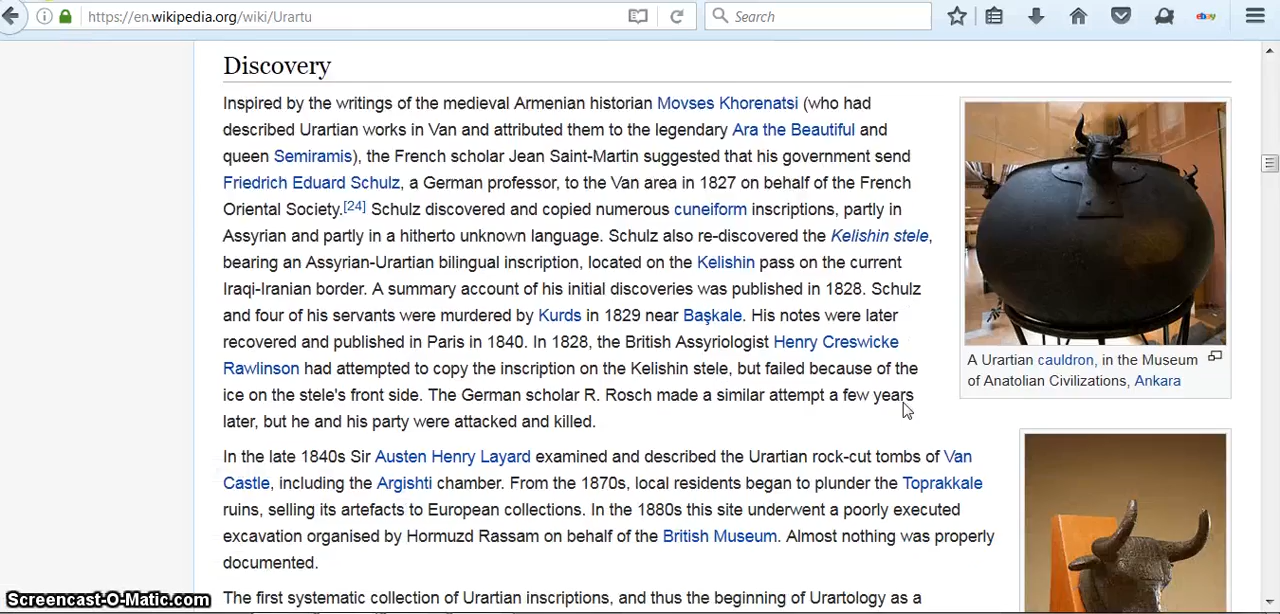 https://en.wikipedia.org/wiki/Urartu
Search
ebay
Discovery
Inspired by the writings of the medieval Armenian historian Movses Khorenatsi (who had
described Urartian works in Van and attributed them to the legendary Ara the Beautiful and
queen Semiramis), the French scholar Jean Saint-Martin suggested that his government send
Friedrich Eduard Schulz, a German professor, to the Van area in 1827 on behalf of the French
Oriental Society.[24] Schulz discovered and copied numerous cuneiform inscriptions, partly in
Assyrian and partly in a hitherto unknown language. Schulz also re-discovered the Kelishin stele,
bearing an Assyrian-Urartian bilingual inscription, located on the Kelishin pass on the current
Iraqi-Iranian border. A summary account of his initial discoveries was published in 1828. Schulz
and four of his servants were murdered by Kurds in 1829 near Başkale. His notes were later
recovered and published in Paris in 1840. In 1828, the British Assyriologist Henry Creswicke
Rawlinson had attempted to copy the inscription on the Kelishin stele, but failed because of the
ice on the stele's front side. The German scholar R. Rosch made a similar attempt a few years
later, but he and his party were attacked and killed.
A Urartian cauldron, in the Museum
of Anatolian Civilizations, Ankara
In the late 1840s Sir Austen Henry Layard examined and described the Urartian rock-cut tombs of Van
Castle, including the Argishti chamber. From the 1870s, local residents began to plunder the Toprakkale
ruins, selling its artefacts to European collections. In the 1880s this site underwent a poorly executed
excavation organised by Hormuzd Rassam on behalf of the British Museum. Almost nothing was properly
documented.
The first systematic collection of Urartian inscriptions, and thus the beginning of Urartology as a
Screencast-O-Matic.com